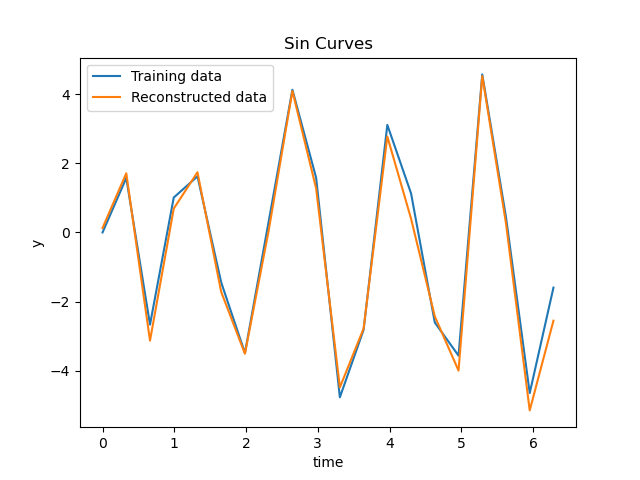 Sin Curves
Training data
Reconstructed data
y
4
2
0
−2
−4
0 1 2 3 4 5 6
time